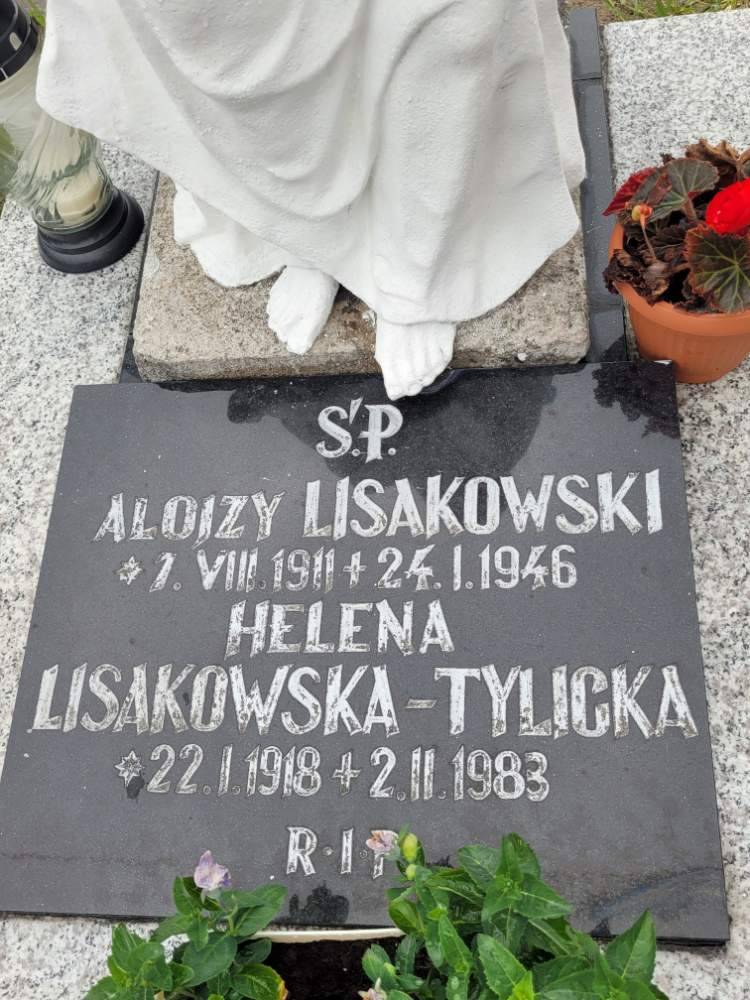 Ś.P.
ALOJZY LISAKOWSKI
* 7. VIII. 1911 + 24. I. 1946
HELENA
LISAKOWSKA - TYLICKA
* 22. I. 1918 + 2. II. 1983
R. I. P